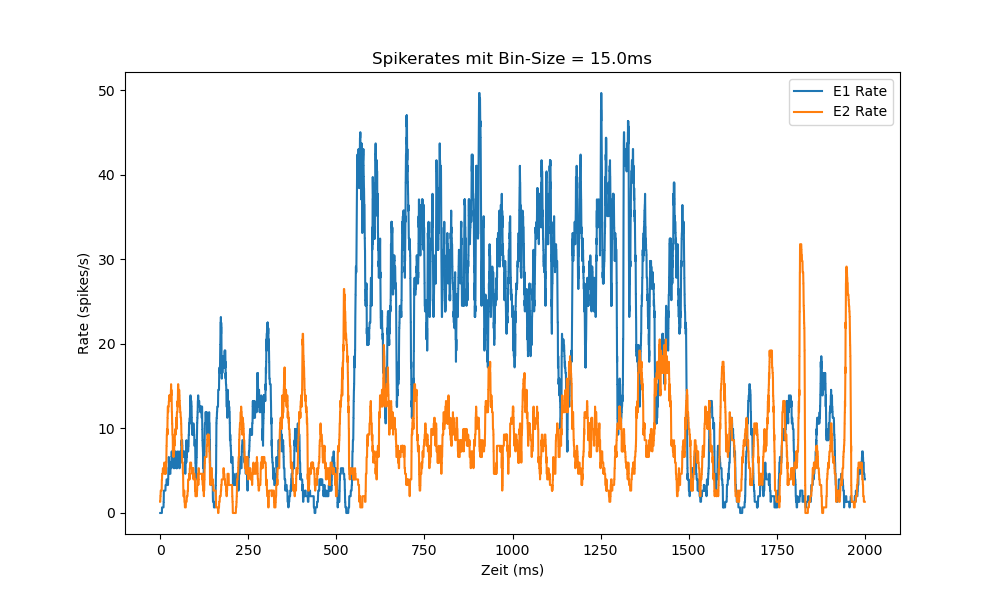 Spikerates mit Bin-Size = 15.0ms
E1 Rate
E2 Rate
50
40
30
20
10
0
Rate (spikes/s)
0 250 500 750 1000 1250 1500 1750 2000
Zeit (ms)